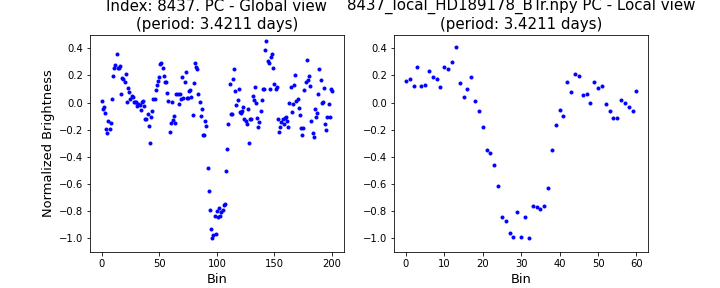 Index: 8437. PC - Global view
(period: 3.4211 days)
8437_local_HD189178_BTr.npy PC - Local view
(period: 3.4211 days)
Normalized Brightness
0.4
0.2
0.0
−0.2
−0.4
−0.6
−0.8
−1.0
0 50 100 150 200
Bin
0.4
0.2
0.0
−0.2
−0.4
−0.6
−0.8
−1.0
0 10 20 30 40 50 60
Bin